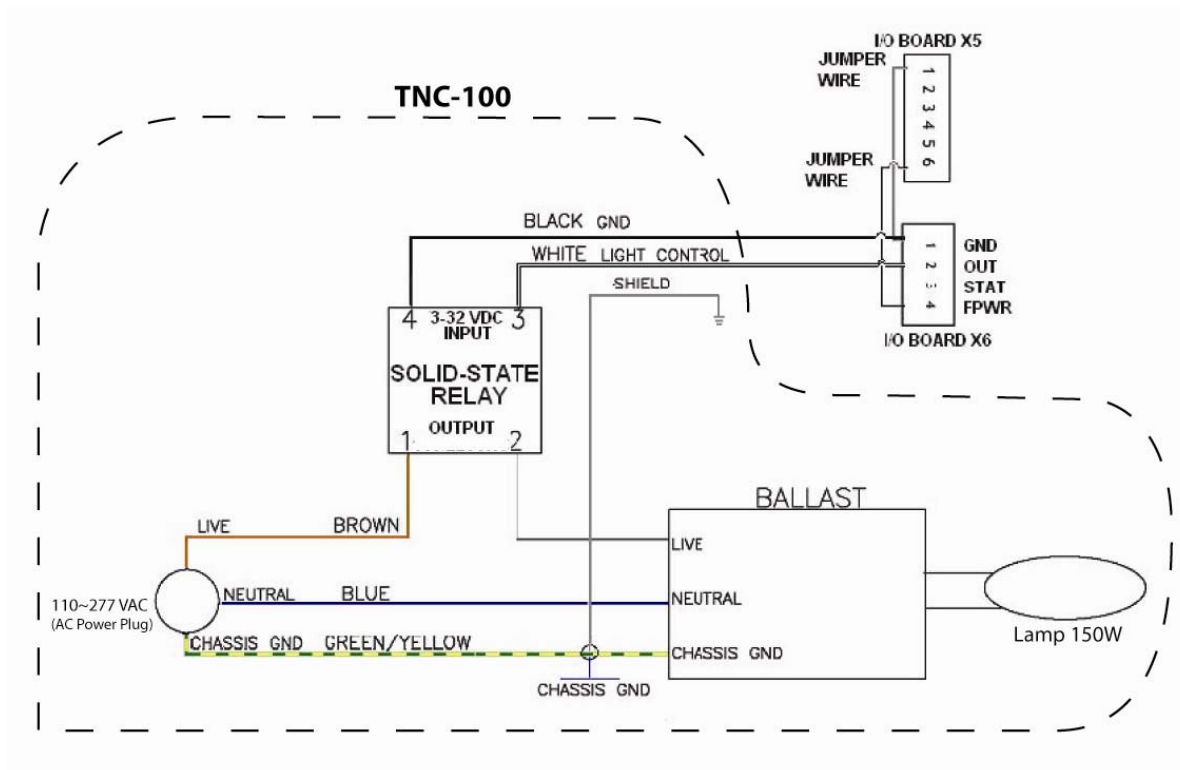 I/O BOARD X5
JUMPER
WIRE
1
2
3
4
5
6
TNC-100
JUMPER
WIRE
BLACK GND
WHITE LIGHT CONTROL
SHIELD
1 GND
2 OUT
3 STAT
4 FPWR
I/O BOARD X6
4 3-32 VDC 3
INPUT
SOLID-STATE
RELAY
OUTPUT
1 2
BALLAST
LIVE BROWN
LIVE
NEUTRAL BLUE
NEUTRAL
110~277 VAC
(AC Power Plug)
Lamp 150W
CHASSIS GND GREEN/YELLOW
CHASSIS GND
CHASSIS GND